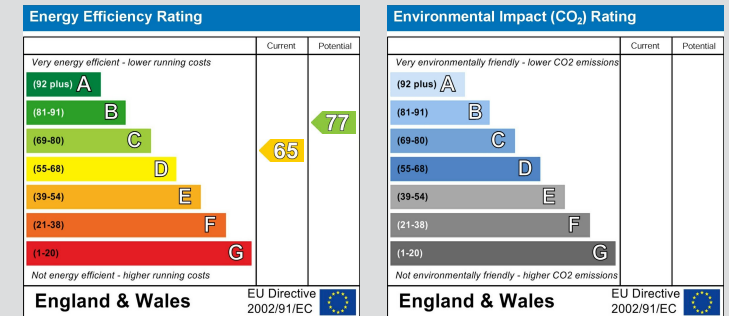 Energy Efficiency Rating
Current Potential
Very energy efficient - lower running costs
(92 plus) A
(81-91) B
77
(69-80) C
65
(55-68) D
(39-54) E
(21-38) F
(1-20) G
Not energy efficient - higher running costs
England & Wales
EU Directive
2002/91/EC
Environmental Impact (CO₂) Rating
Current Potential
Very environmentally friendly - lower CO2 emissions
(92 plus) A
(81-91) B
(69-80) C
(55-68) D
(39-54) E
(21-38) F
(1-20) G
Not environmentally friendly - higher CO2 emissions
England & Wales
EU Directive
2002/91/EC